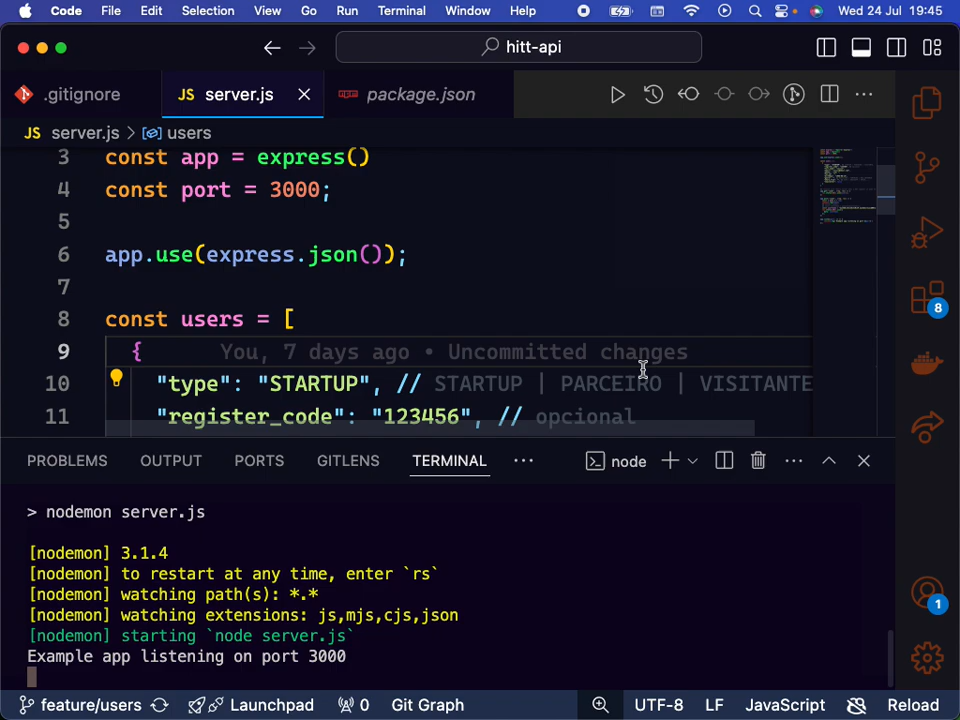 Code File Edit Selection View Go Run Terminal Window Help Wed 24 Jul 19:45
hitt-api
.gitignore JS server.js package.json
JS server.js > users
3 const app = express()
4 const port = 3000;
5
6 app.use(express.json());
7
8 const users = [
9 { You, 7 days ago • Uncommitted changes
10 "type": "STARTUP", // STARTUP | PARCEIRO | VISITANTE
11 "register_code": "123456", // opcional
8
PROBLEMS OUTPUT PORTS GITLENS TERMINAL ··· node
> nodemon server.js
[nodemon] 3.1.4
[nodemon] to restart at any time, enter `rs`
[nodemon] watching path(s): *.*
[nodemon] watching extensions: js,mjs,cjs,json
[nodemon] starting `node server.js`
Example app listening on port 3000
1
feature/users Launchpad 0 Git Graph UTF-8 LF JavaScript Reload